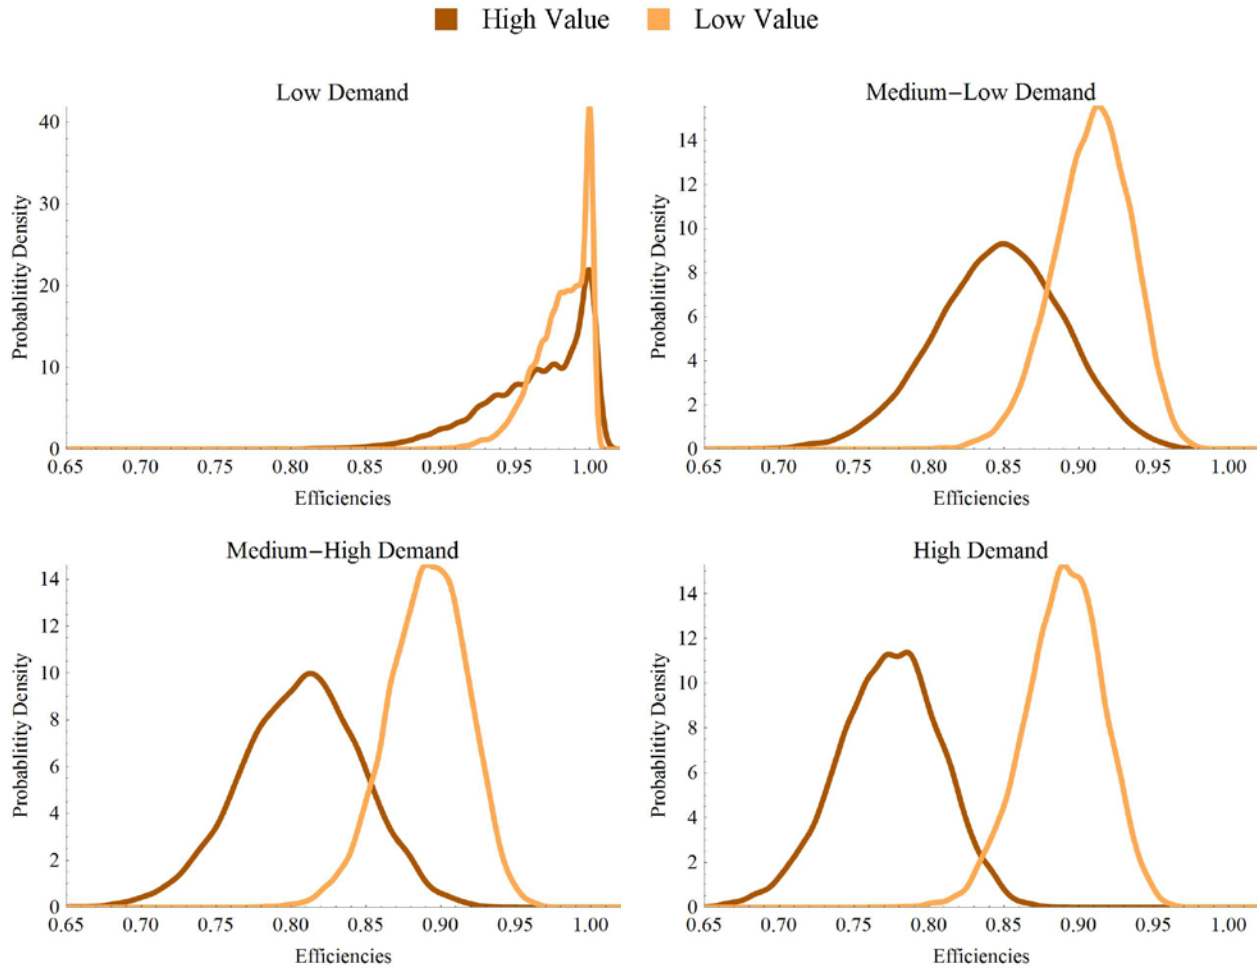 High Value Low Value
Low Demand
Probablitity Density
40
30
20
10
0
0.65 0.70 0.75 0.80 0.85 0.90 0.95 1.00
Efficiencies
Medium−Low Demand
Probablitity Density
14
12
10
8
6
4
2
0
0.65 0.70 0.75 0.80 0.85 0.90 0.95 1.00
Efficiencies
Medium−High Demand
Probablitity Density
14
12
10
8
6
4
2
0
0.65 0.70 0.75 0.80 0.85 0.90 0.95 1.00
Efficiencies
High Demand
Probablitity Density
14
12
10
8
6
4
2
0
0.65 0.70 0.75 0.80 0.85 0.90 0.95 1.00
Efficiencies